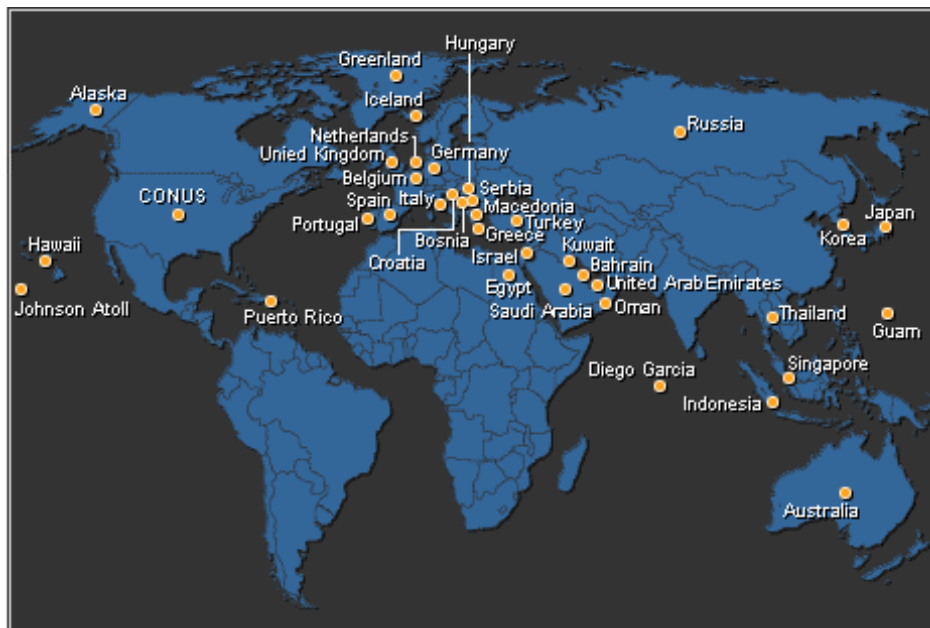 Hungary
Greenland
Alaska
Iceland
Russia
Netherlands
Unied Kingdom
Germany
Belgium
CONUS
Spain
Italy
Serbia
Macedonia
Portugal
Turkey
Japan
Korea
Greece
Bosnia
Hawaii
Croatia
Israel
Kuwait
Bahrain
Egypt
United Arab Emirates
Johnson Atoll
Saudi Arabia
Oman
Puerto Rico
Thailand
Guam
Singapore
Diego Garcia
Indonesia
Australia